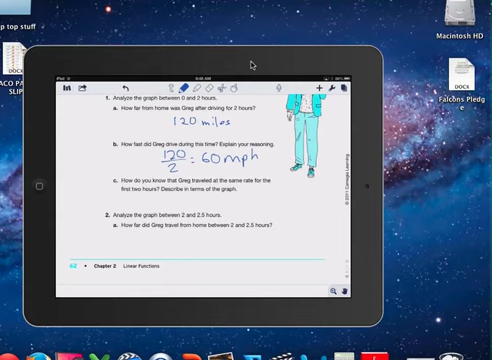 p top stuff
Macintosh HD
DOCX
SLIP
DOCX
Falcons Pledge
iPad
1. Analyze the graph between 0 and 2 hours.
a. How far from home was Greg after driving for 2 hours?
120 miles
b. How fast did Greg drive during this time? Explain your reasoning.
120
2
= 60 mph
c. How do you know that Greg traveled at the same rate for the
first two hours? Describe in terms of the graph.
2. Analyze the graph between 2 and 2.5 hours.
a. How far did Greg travel from home between 2 and 2.5 hours?
62 • Chapter 2 Linear Functions
© 2011 Carnegie Learning